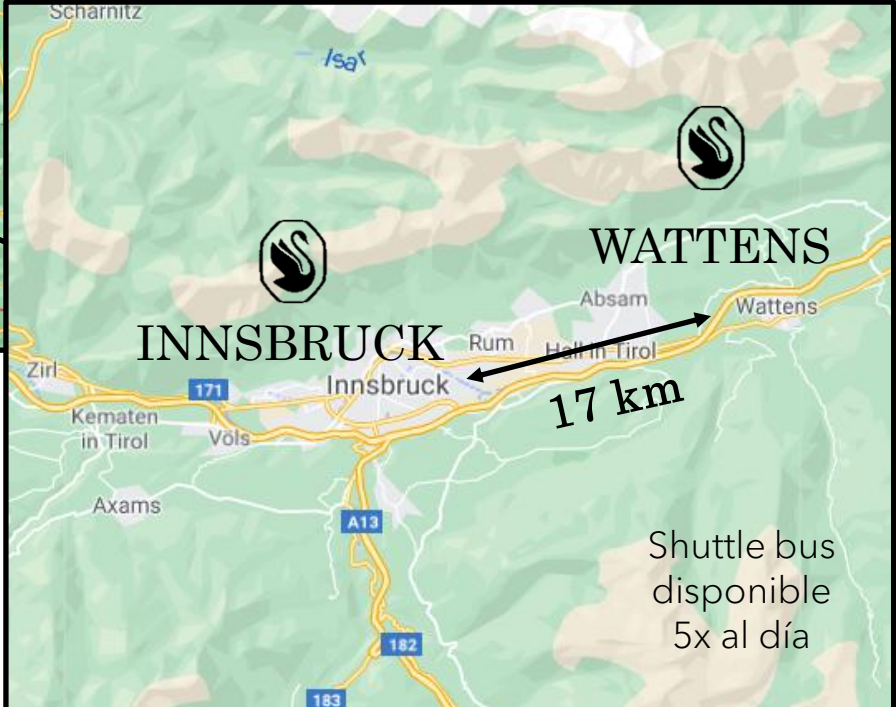 Scharnitz
Isar
WATTENS
INNSBRUCK
Absam
Wattens
Rum
Hall in Tirol
Zirl
Innsbruck
171
17 km
Kematen
in Tirol
Völs
Axams
A13
Shuttle bus
disponible
5x al día
182
183